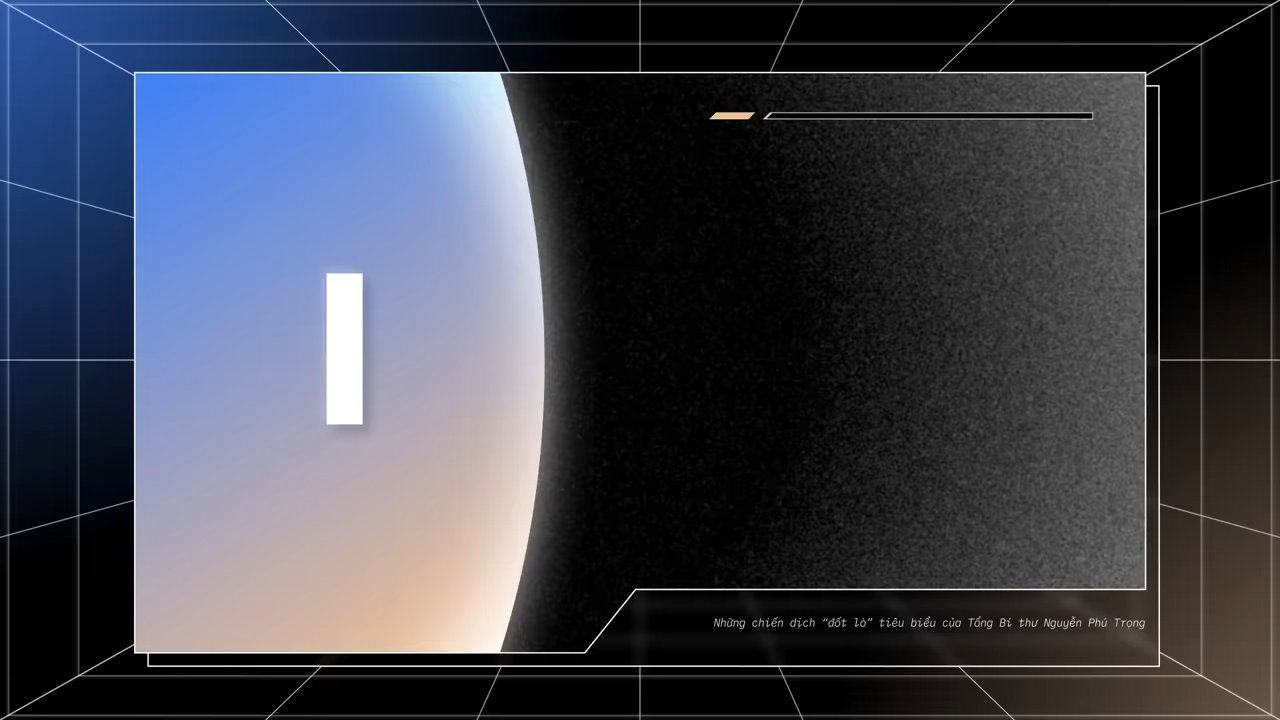 I
Những chiến dịch "đốt lò" tiêu biểu của Tổng Bí thư Nguyễn Phú Trọng